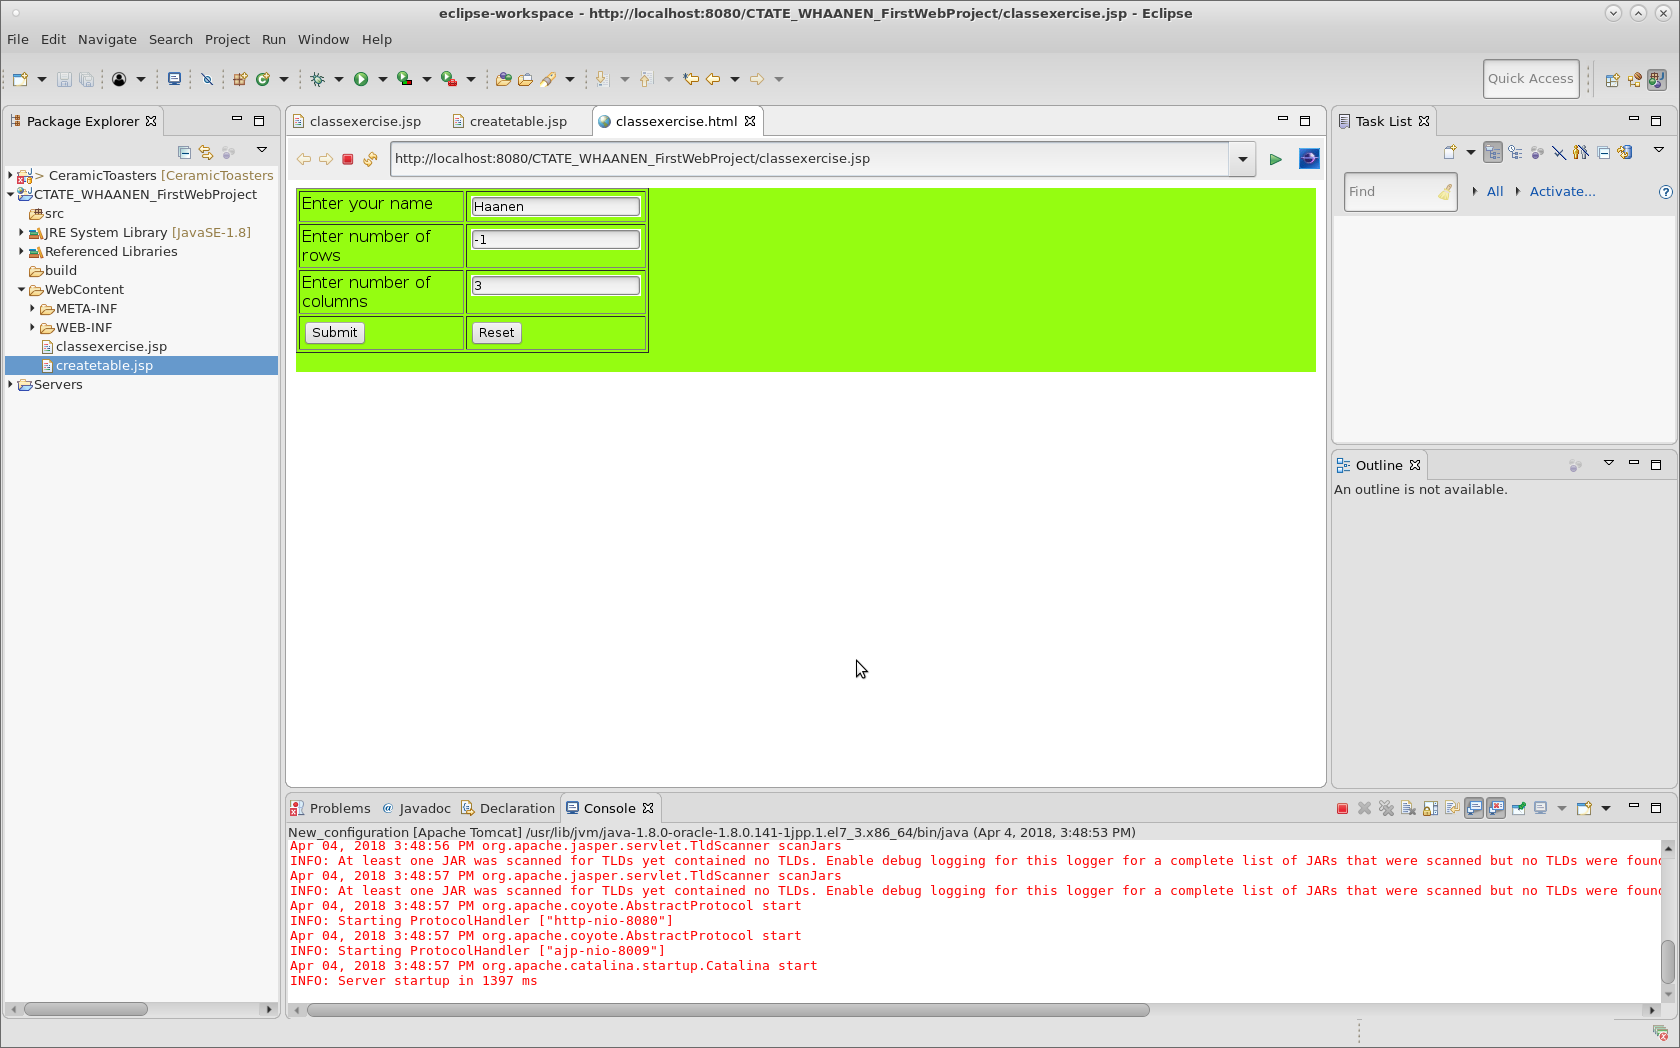 eclipse-workspace - http://localhost:8080/CTATE_WHAANEN_FirstWebProject/classexercise.jsp - Eclipse
File Edit Navigate Search Project Run Window Help
Quick Access
Package Explorer
> CeramicToasters [CeramicToasters
CTATE_WHAANEN_FirstWebProject
src
JRE System Library [JavaSE-1.8]
Referenced Libraries
build
WebContent
META-INF
WEB-INF
classexercise.jsp
createtable.jsp
Servers
classexercise.jsp createtable.jsp classexercise.html
http://localhost:8080/CTATE_WHAANEN_FirstWebProject/classexercise.jsp
Enter your name Haanen
Enter number of rows -1
Enter number of columns 3
Submit Reset
Task List
Find All Activate...
Outline
An outline is not available.
Problems @ Javadoc Declaration Console
New_configuration [Apache Tomcat] /usr/lib/jvm/java-1.8.0-oracle-1.8.0.141-1jpp.1.el7_3.x86_64/bin/java (Apr 4, 2018, 3:48:53 PM)
Apr 04, 2018 3:48:56 PM org.apache.jasper.servlet.TldScanner scanJars
INFO: At least one JAR was scanned for TLDs yet contained no TLDs. Enable debug logging for this logger for a complete list of JARs that were scanned but no TLDs were found
Apr 04, 2018 3:48:57 PM org.apache.jasper.servlet.TldScanner scanJars
INFO: At least one JAR was scanned for TLDs yet contained no TLDs. Enable debug logging for this logger for a complete list of JARs that were scanned but no TLDs were found
Apr 04, 2018 3:48:57 PM org.apache.coyote.AbstractProtocol start
INFO: Starting ProtocolHandler ["http-nio-8080"]
Apr 04, 2018 3:48:57 PM org.apache.coyote.AbstractProtocol start
INFO: Starting ProtocolHandler ["ajp-nio-8009"]
Apr 04, 2018 3:48:57 PM org.apache.catalina.startup.Catalina start
INFO: Server startup in 1397 ms